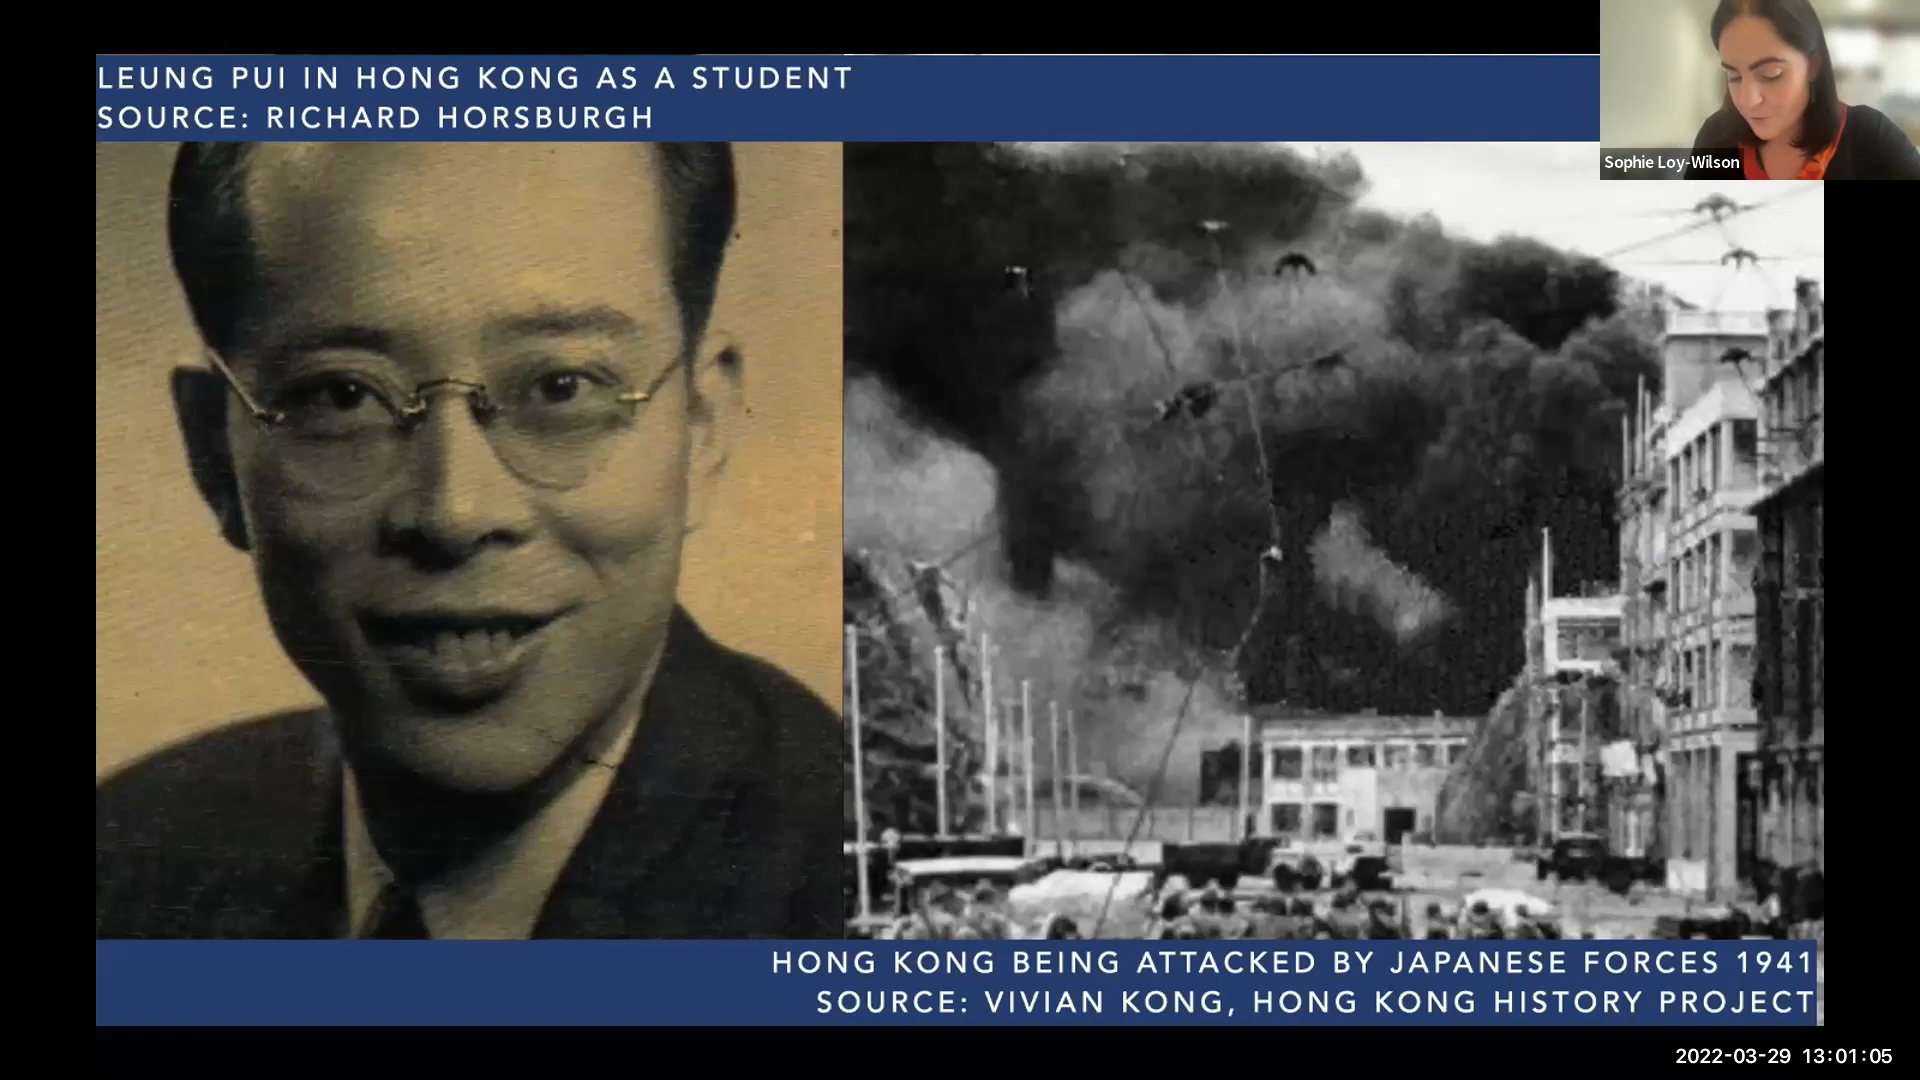 LEUNG PUI IN HONG KONG AS A STUDENT
SOURCE: RICHARD HORSBURGH
Sophie Loy-Wilson
HONG KONG BEING ATTACKED BY JAPANESE FORCES 1941
SOURCE: VIVIAN KONG, HONG KONG HISTORY PROJECT
2022-03-29 13:01:05